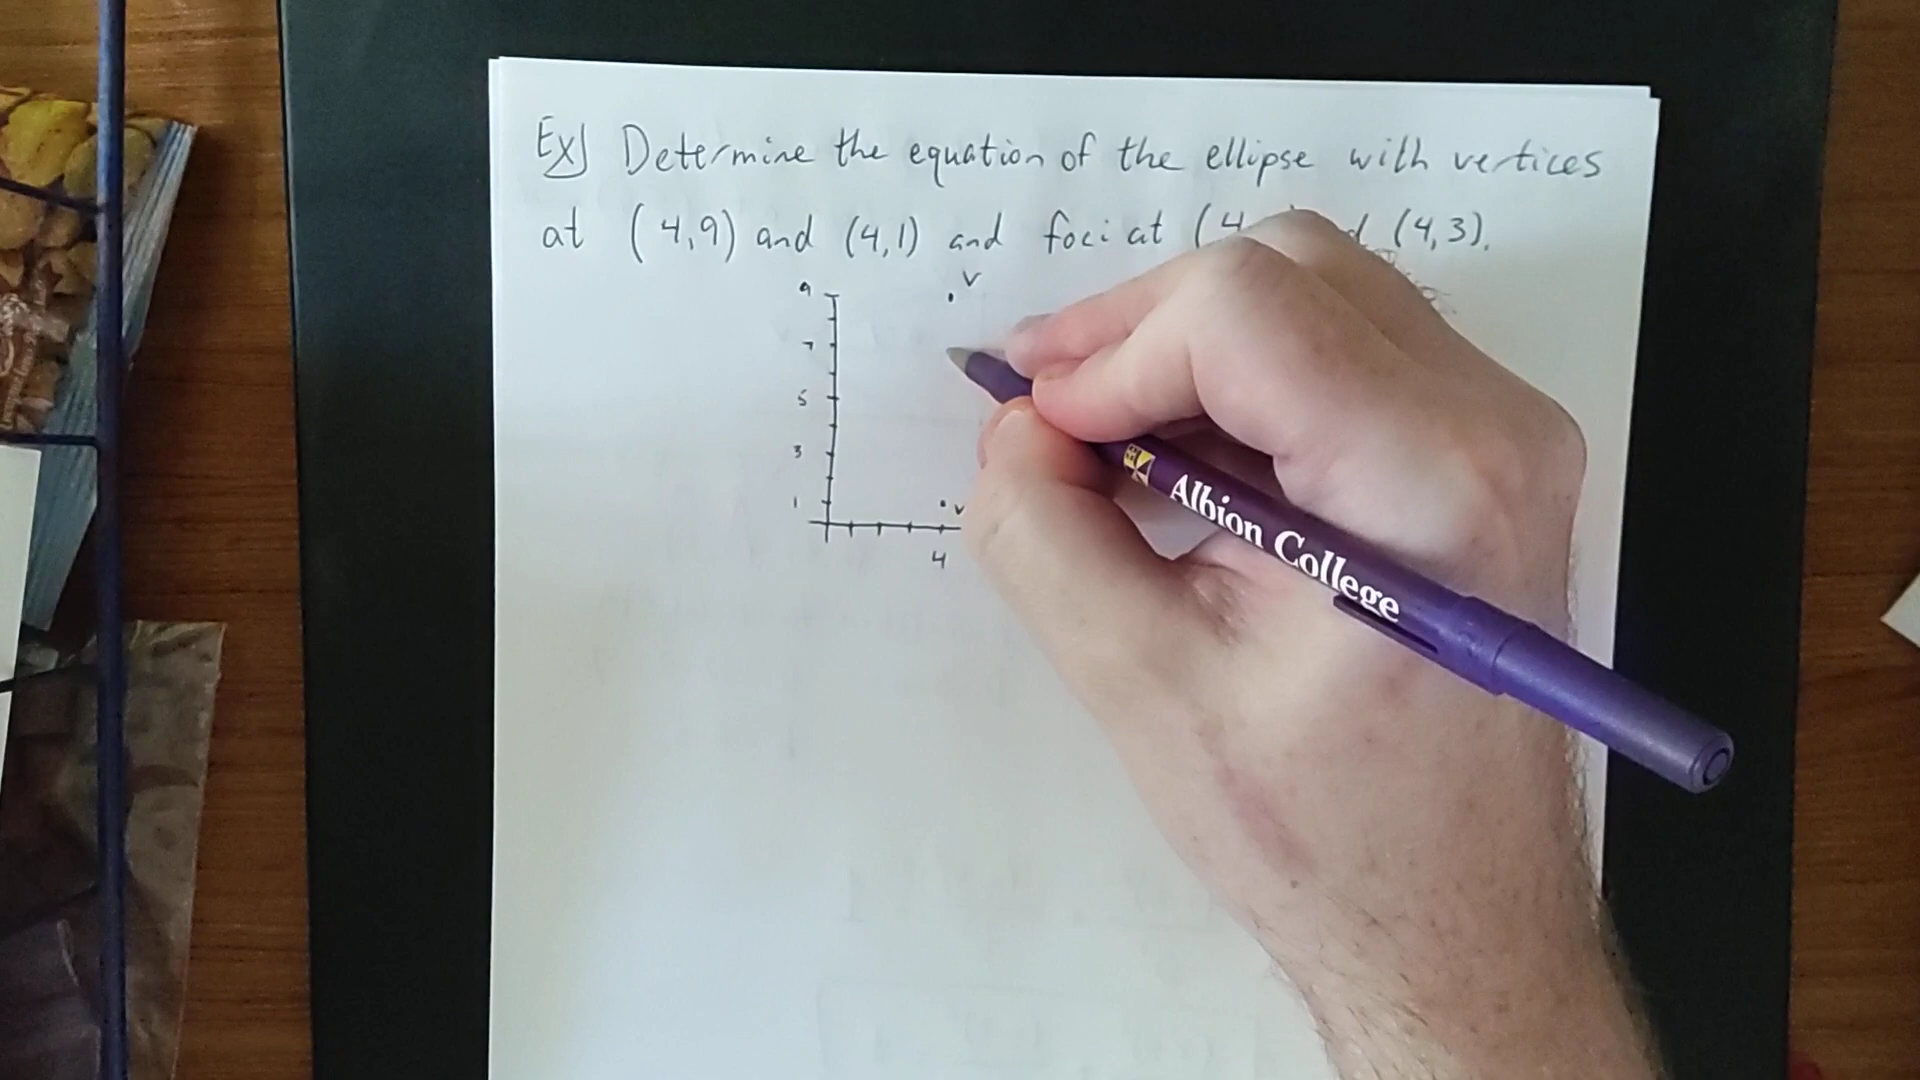 Ex] Determine the equation of the ellipse with vertices
at (4,9) and (4,1) and foci at (4, (4,3).
V
9
7
5
3
1
v
4
Albion College